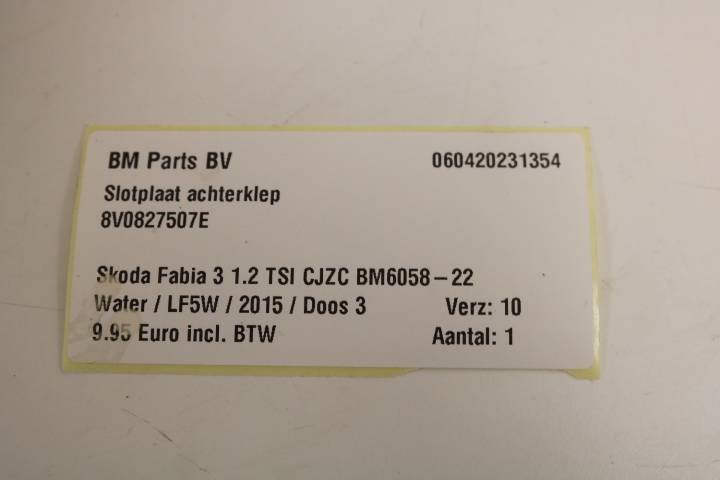 BM Parts BV 060420231354
Slotplaat achterklep
8V0827507E
Skoda Fabia 3 1.2 TSI CJZC BM6058-22
Water / LF5W / 2015 / Doos 3 Verz: 10
9.95 Euro incl. BTW Aantal: 1